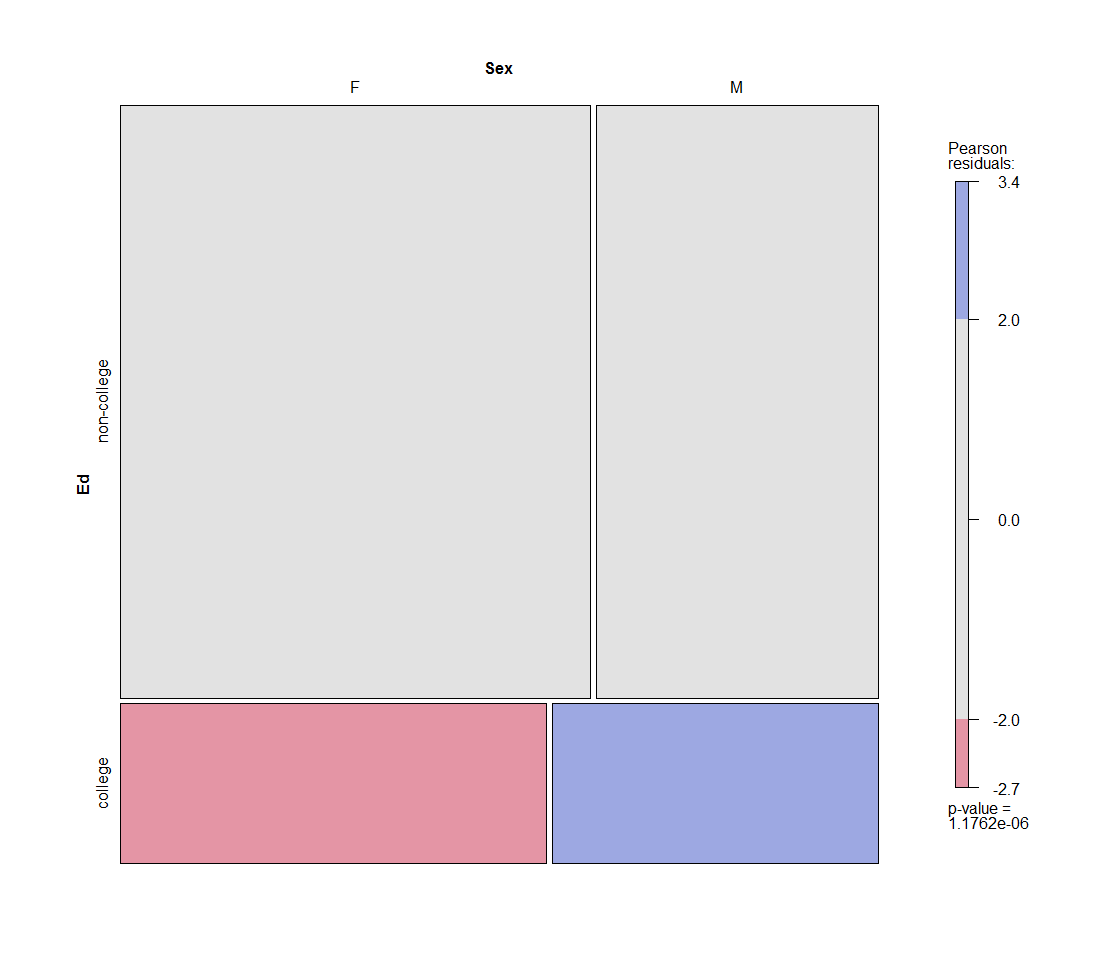 Sex
F M
Pearson
residuals:
3.4
2.0
non-college
Ed
0.0
-2.0
college
-2.7
p-value =
1.1762e-06